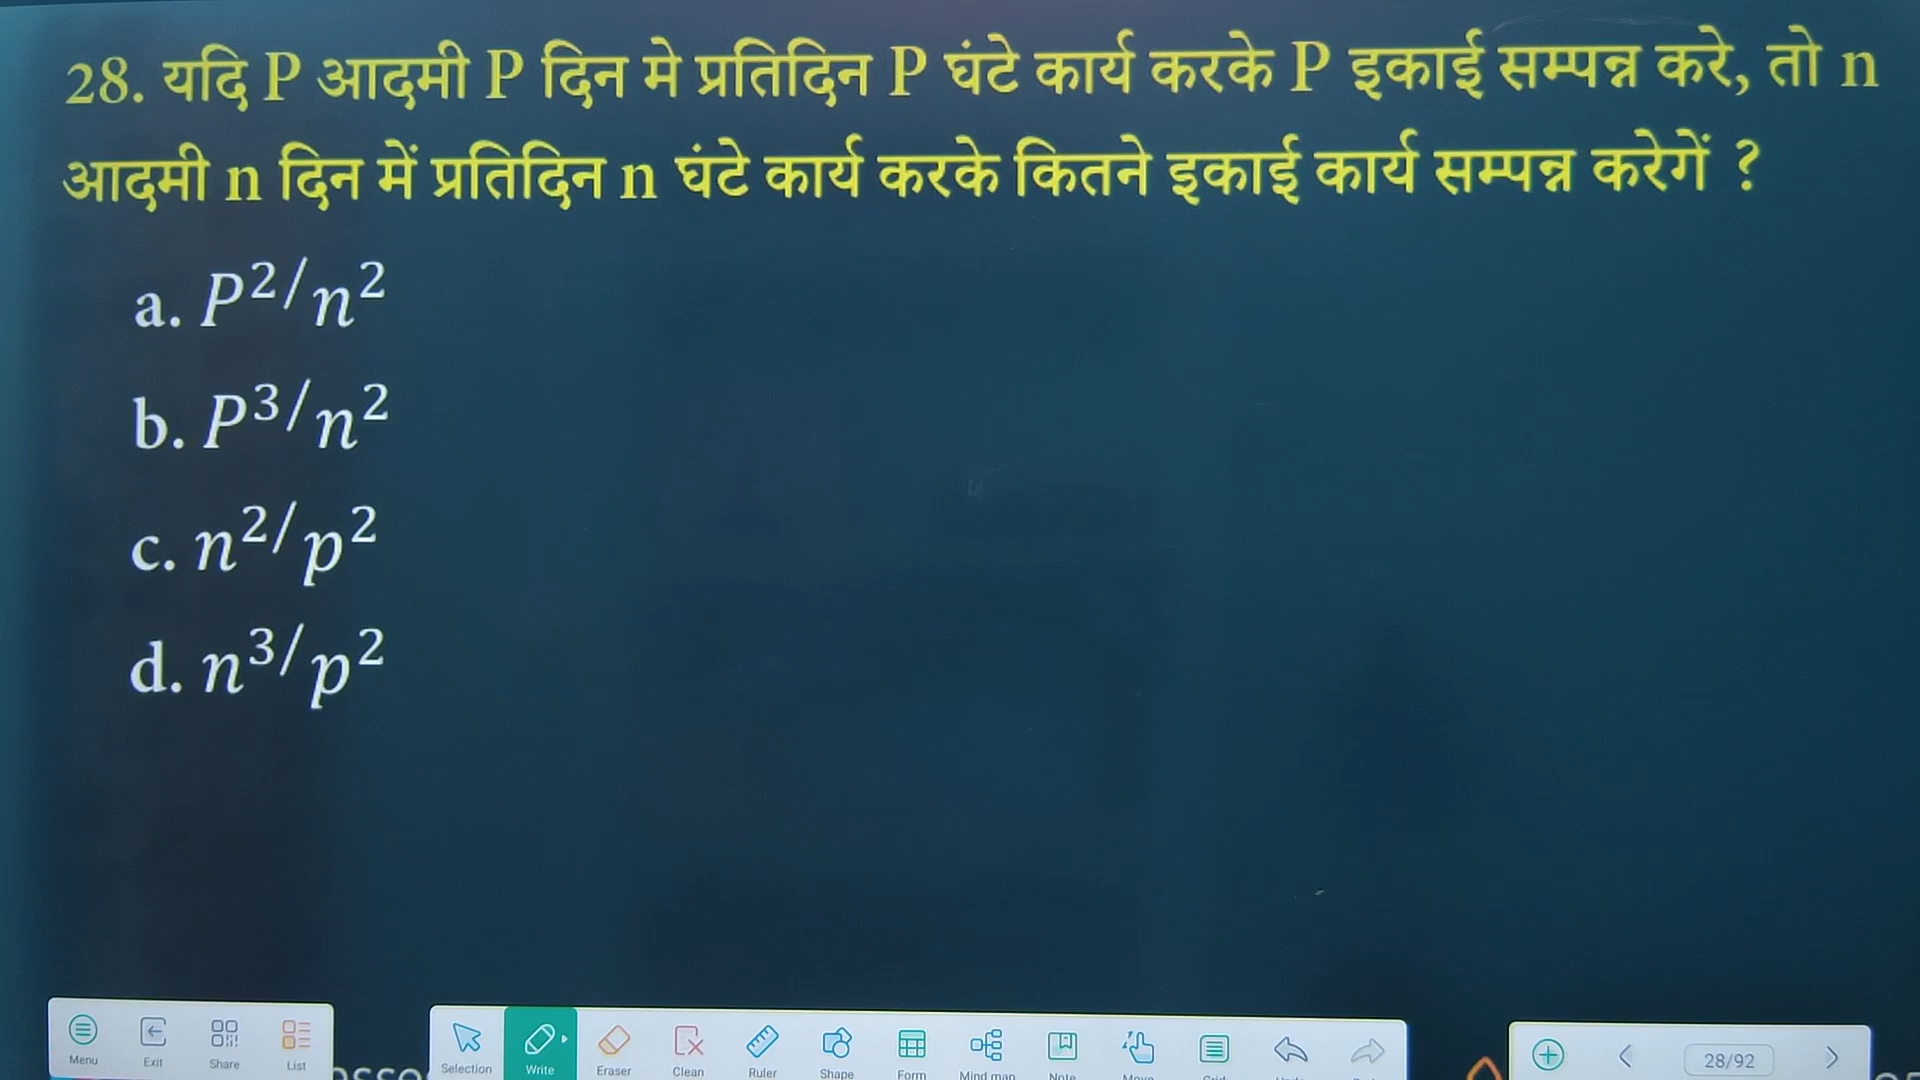 28. यदि P आदमी P दिन मे प्रतिदिन P घंटे कार्य करके P इकाई सम्पन्न करे, तो n
आदमी n दिन में प्रतिदिन n घंटे कार्य करके कितने इकाई कार्य सम्पन्न करेगें ?
a. P²/n²
b. P³/n²
c. n²/p²
d. n³/p²
Menu Exit Share List Selection Write Eraser Clean Ruler Shape Form Mind map Note Move Grid 28/92